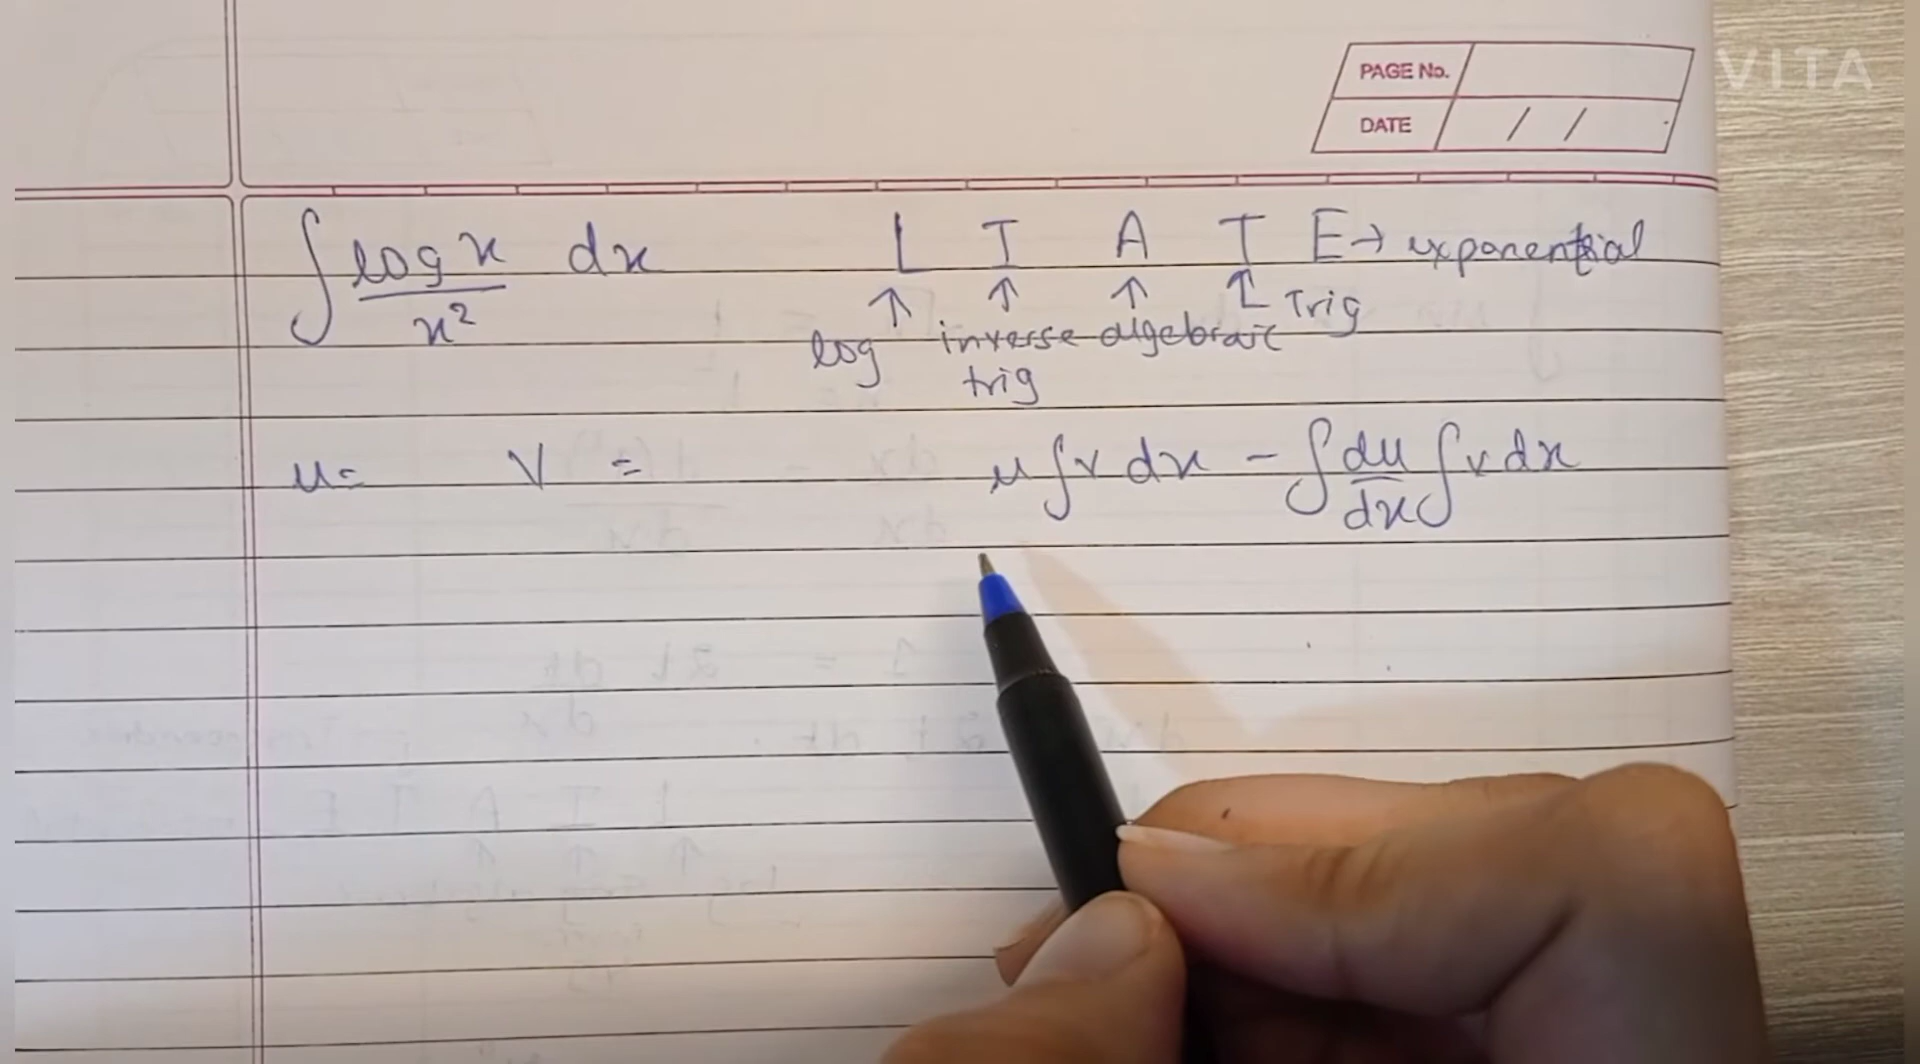 VITA
PAGE No.
DATE / /
∫ log x / x² dx
L I A T E → exponential
log inverse trig algebraic Trig
u= V = u∫v dx - ∫ du/dx ∫v dx